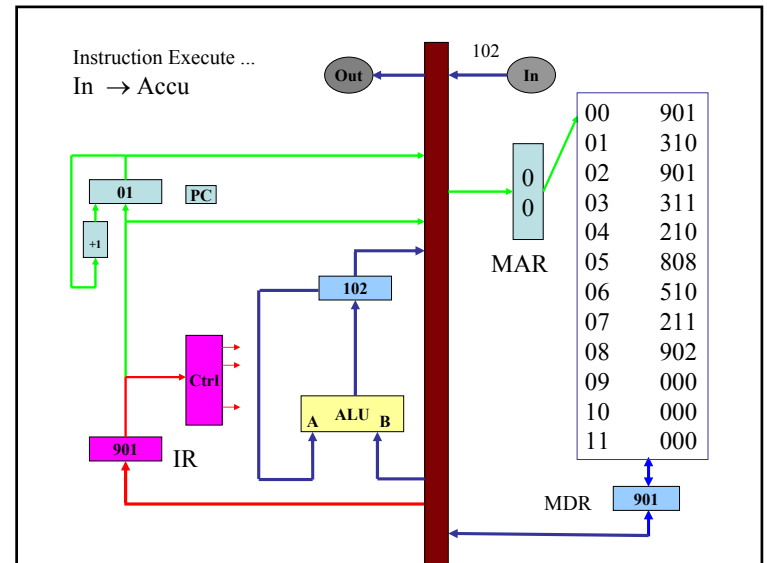 Instruction Execute ...
In → Accu
Out
102
In
00 901
01 310
02 901
03 311
04 210
05 808
06 510
07 211
08 902
09 000
10 000
11 000
01
PC
+1
0
0
MAR
102
Ctrl
A ALU B
901
IR
MDR
901